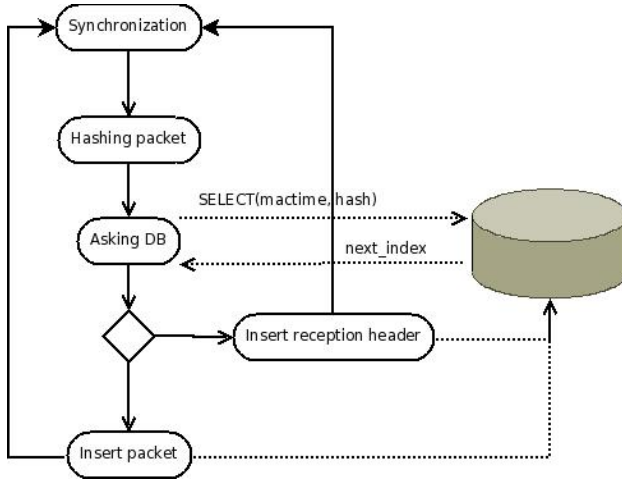 Synchronization
Hashing packet
SELECT(mactime, hash)
Asking DB
next_index
Insert reception header
Insert packet